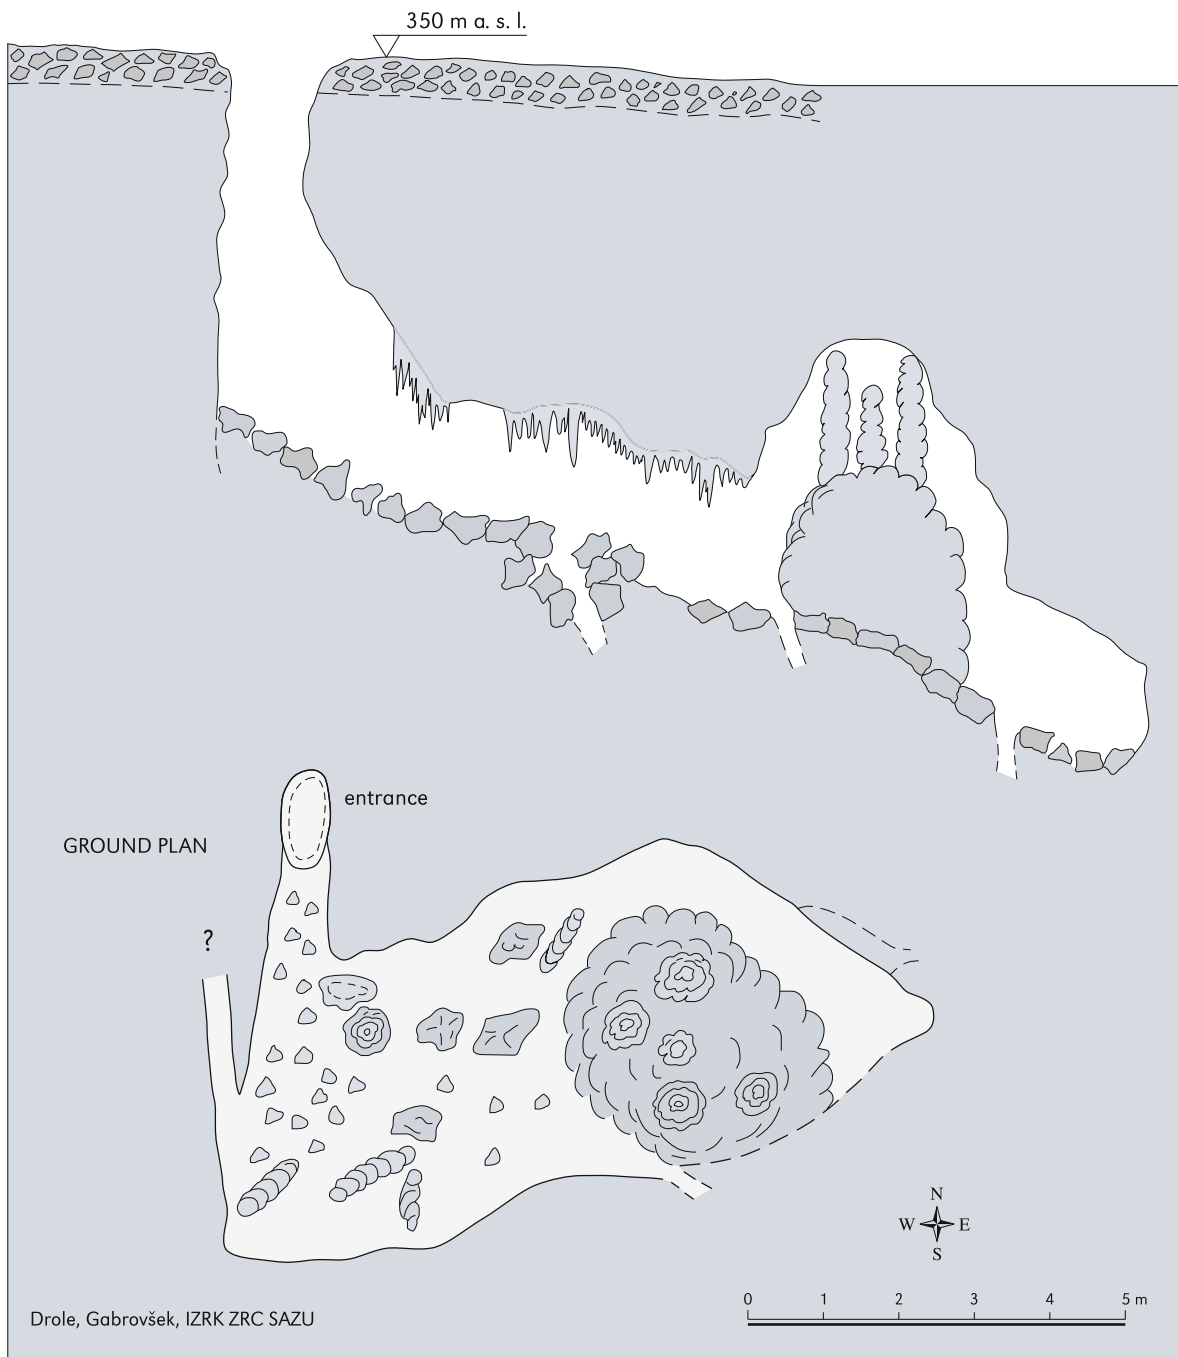 350 m a. s. l.
entrance
GROUND PLAN
?
N
W E
S
0 1 2 3 4 5 m
Drole, Gabrovšek, IZRK ZRC SAZU